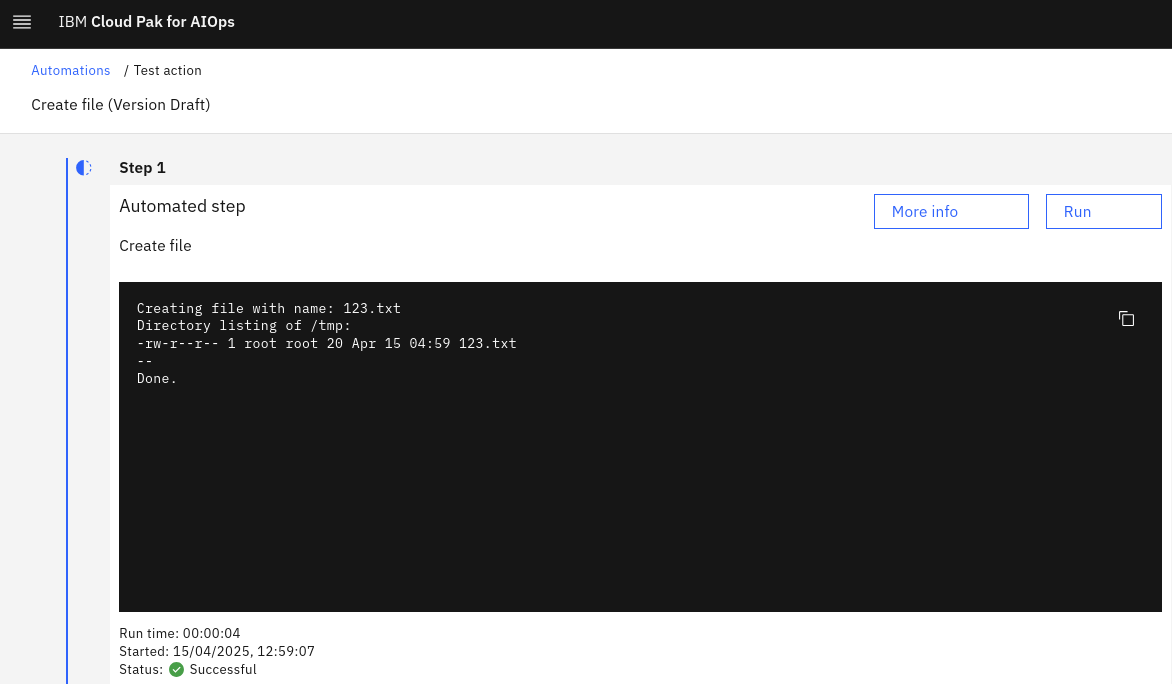 IBM Cloud Pak for AIOps
Automations / Test action
Create file (Version Draft)
Step 1
Automated step
More info
Run
Create file
Creating file with name: 123.txt
Directory listing of /tmp:
-rw-r--r-- 1 root root 20 Apr 15 04:59 123.txt
--
Done.
Run time: 00:00:04
Started: 15/04/2025, 12:59:07
Status: Successful